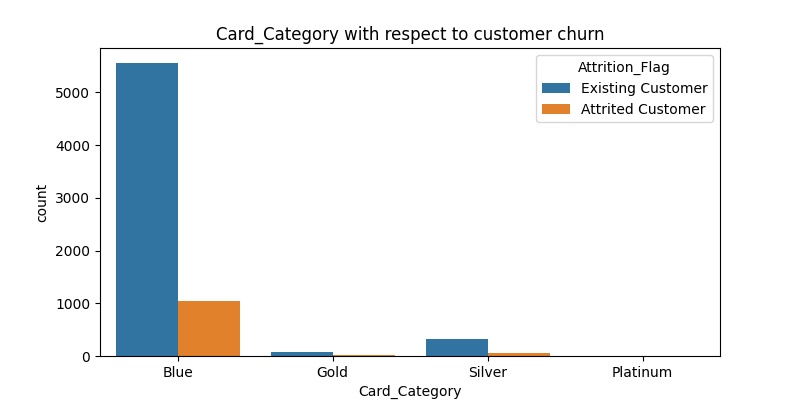 Card_Category with respect to customer churn
Attrition_Flag
Existing Customer
Attrited Customer
count
5000
4000
3000
2000
1000
0
Blue Gold Silver Platinum
Card_Category